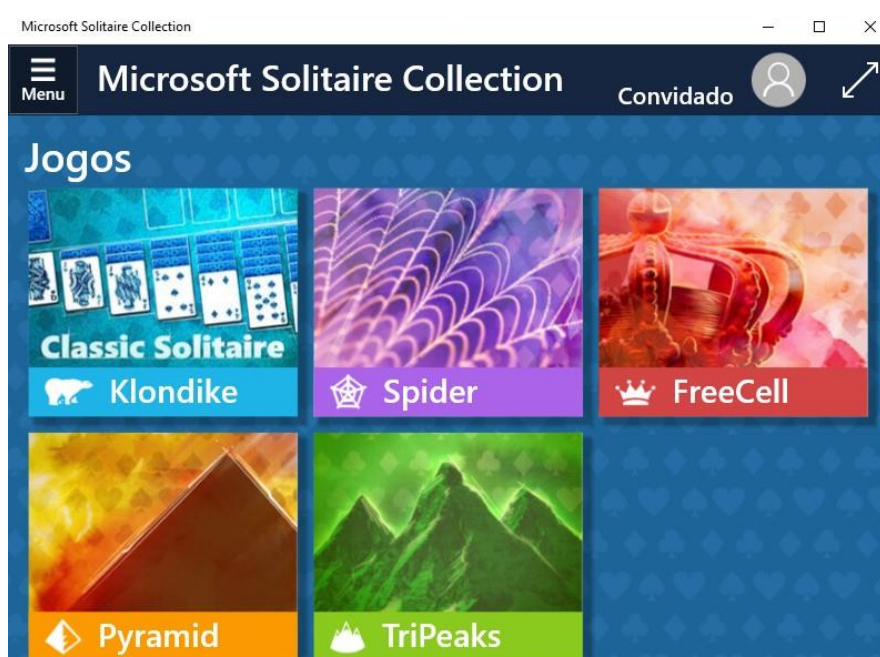 Microsoft Solitaire Collection
Menu
Microsoft Solitaire Collection
Convidado
Jogos
Classic Solitaire
Klondike
Spider
FreeCell
Pyramid
TriPeaks